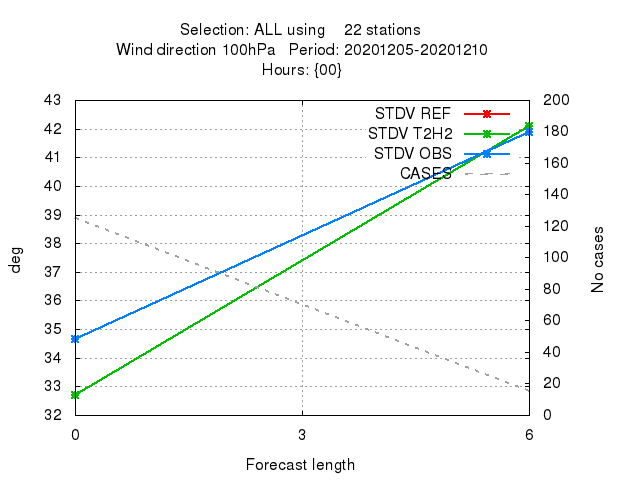 Selection: ALL using    22 stations
Wind direction 100hPa   Period: 20201205-20201210
Hours: {00}
STDV REF
STDV T2H2
STDV OBS
CASES
deg
43
42
41
40
39
38
37
36
35
34
33
32
200
180
160
140
120
100
80
60
40
20
0
No cases
0
3
6
Forecast length